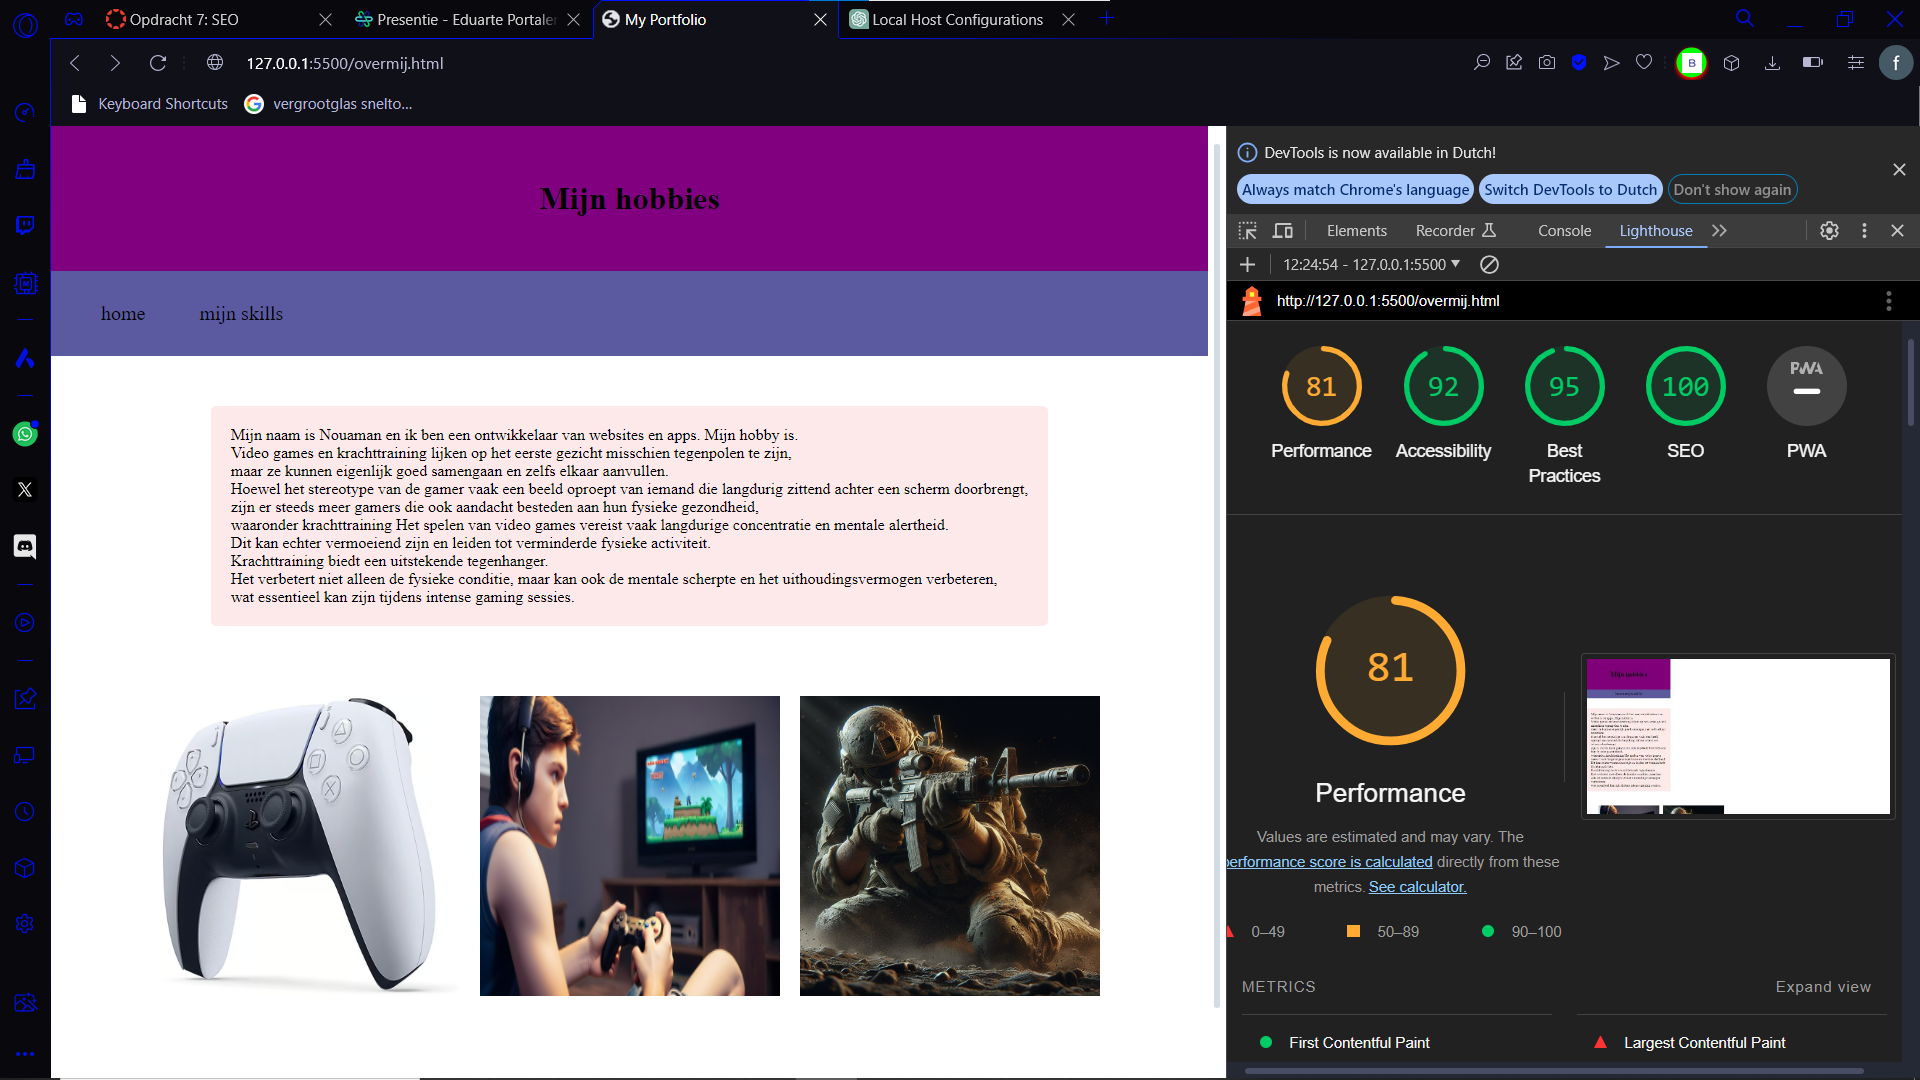 Opdracht 7: SEO
Presentie - Eduarte Portalen
My Portfolio
Local Host Configurations
127.0.0.1:5500/overmij.html
B
f
Keyboard Shortcuts
vergrootglas snelto...
Mijn hobbies
home
mijn skills
Mijn naam is Nouaman en ik ben een ontwikkelaar van websites en apps. Mijn hobby is.
Video games en krachttraining lijken op het eerste gezicht misschien tegenpolen te zijn,
maar ze kunnen eigenlijk goed samengaan en zelfs elkaar aanvullen.
Hoewel het stereotype van de gamer vaak een beeld oproept van iemand die langdurig zittend achter een scherm doorbrengt,
zijn er steeds meer gamers die ook aandacht besteden aan hun fysieke gezondheid,
waaronder krachttraining Het spelen van video games vereist vaak langdurige concentratie en mentale alertheid.
Dit kan echter vermoeiend zijn en leiden tot verminderde fysieke activiteit.
Krachttraining biedt een uitstekende tegenhanger.
Het verbetert niet alleen de fysieke conditie, maar kan ook de mentale scherpte en het uithoudingsvermogen verbeteren,
wat essentieel kan zijn tijdens intense gaming sessies.
DevTools is now available in Dutch!
Always match Chrome's language
Switch DevTools to Dutch
Don't show again
Elements
Recorder
Console
Lighthouse
12:24:54 - 127.0.0.1:5500
http://127.0.0.1:5500/overmij.html
81
92
95
100
PWA
Performance
Accessibility
Best
Practices
SEO
PWA
81
Performance
Values are estimated and may vary. The
performance score is calculated directly from these
metrics. See calculator.
0–49
50–89
90–100
METRICS
Expand view
First Contentful Paint
Largest Contentful Paint